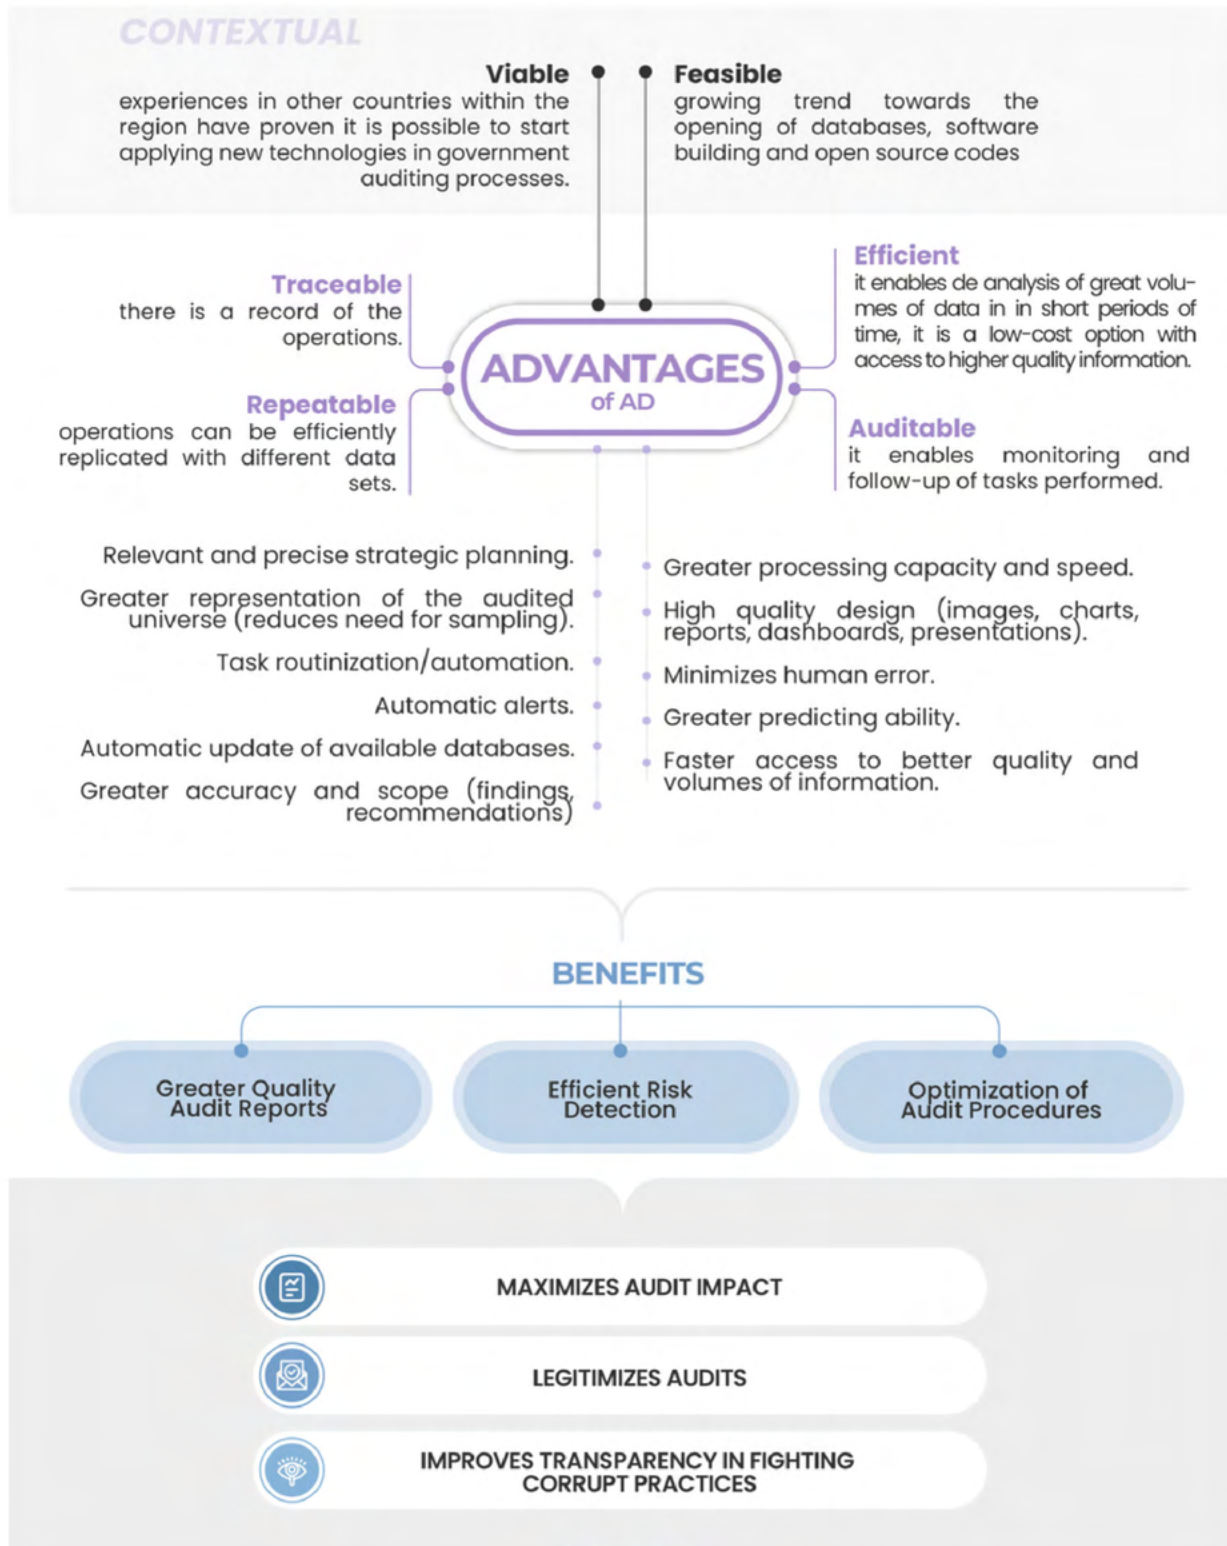 CONTEXTUAL
Viable
experiences in other countries within the
region have proven it is possible to start
applying new technologies in government
auditing processes.
Feasible
growing trend towards the
opening of databases, software
building and open source codes
Traceable
there is a record of the
operations.
Repeatable
operations can be efficiently
replicated with different data
sets.
ADVANTAGES
of AD
Efficient
it enables de analysis of great volu-
mes of data in in short periods of
time, it is a low-cost option with
access to higher quality information.
Auditable
it enables monitoring and
follow-up of tasks performed.
Relevant and precise strategic planning.
Greater representation of the audited
universe (reduces need for sampling).
Task routinization/automation.
Automatic alerts.
Automatic update of available databases.
Greater accuracy and scope (findings,
recommendations)
Greater processing capacity and speed.
High quality design (images, charts,
reports, dashboards, presentations).
Minimizes human error.
Greater predicting ability.
Faster access to better quality and
volumes of information.
BENEFITS
Greater Quality
Audit Reports
Efficient Risk
Detection
Optimization of
Audit Procedures
MAXIMIZES AUDIT IMPACT
LEGITIMIZES AUDITS
IMPROVES TRANSPARENCY IN FIGHTING
CORRUPT PRACTICES